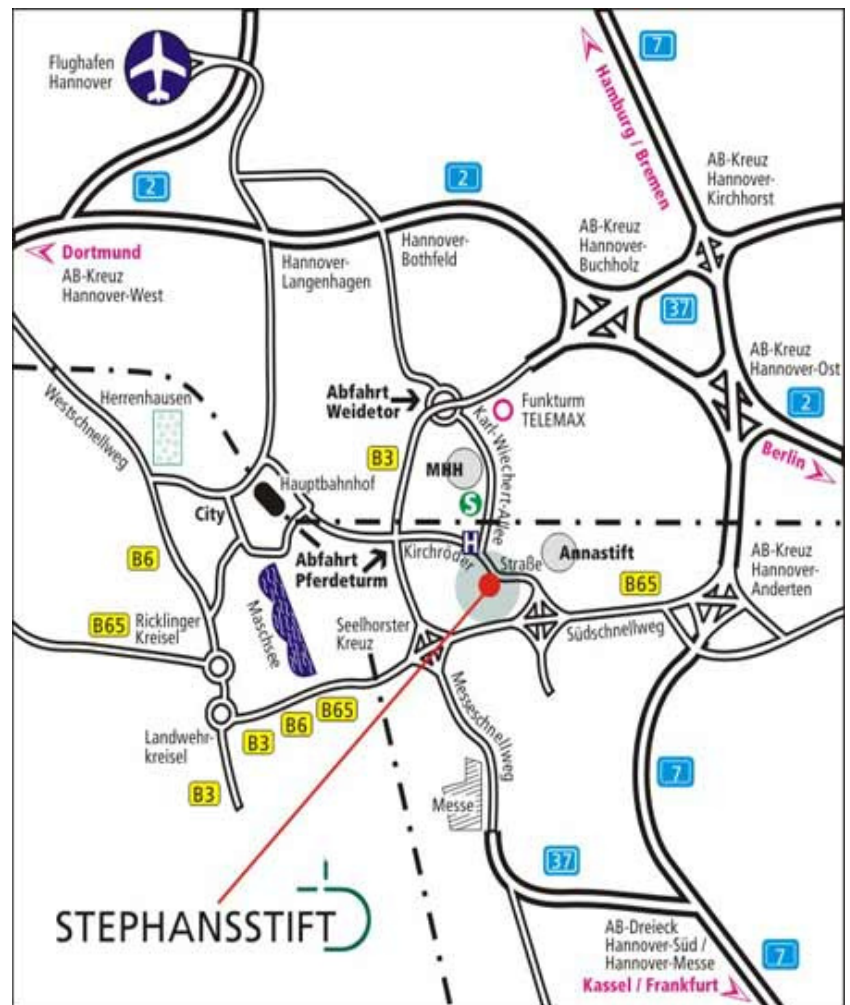 7
Flughafen
Hannover
Hamburg / Bremen
AB-Kreuz
Hannover-
Kirchhorst
2
2
Dortmund
AB-Kreuz
Hannover-West
Hannover-
Langenhagen
Hannover-
Bothfeld
AB-Kreuz
Hannover-
Buchholz
37
AB-Kreuz
Hannover-Ost
2
Berlin
Westschnellweg
Herrenhausen
Abfahrt
Weidetor
Funkturm
TELEMAX
Karl-Wiechert-Allee
B3
MHH
S
Hauptbahnhof
City
H
Kirchröder
Straße
Annastift
Abfahrt
Pferdeturm
B6
B65
AB-Kreuz
Hannover-
Anderten
B65
Ricklinger
Kreisel
Maschsee
Seelhorster
Kreuz
Südschnellweg
Messeschnellweg
B65
B6
B3
Landwehr-
kreisel
B3
Messe
7
37
STEPHANSSTIFT
AB-Dreieck
Hannover-Süd /
Hannover-Messe
7
Kassel / Frankfurt